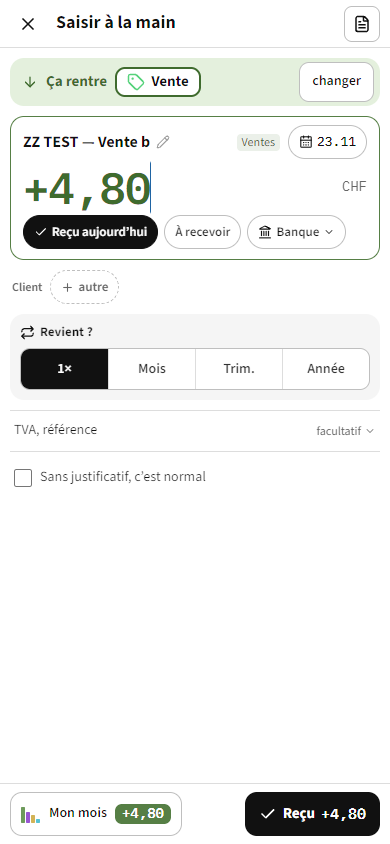 Saisir à la main
Ça rentre
Vente
changer
ZZ TEST — Vente b
Ventes
23.11
+4,80
CHF
Reçu aujourd’hui
À recevoir
Banque
Client
+ autre
Revient ?
1×
Mois
Trim.
Année
TVA, référence
facultatif
Sans justificatif, c’est normal
Mon mois
+4,80
Reçu +4,80